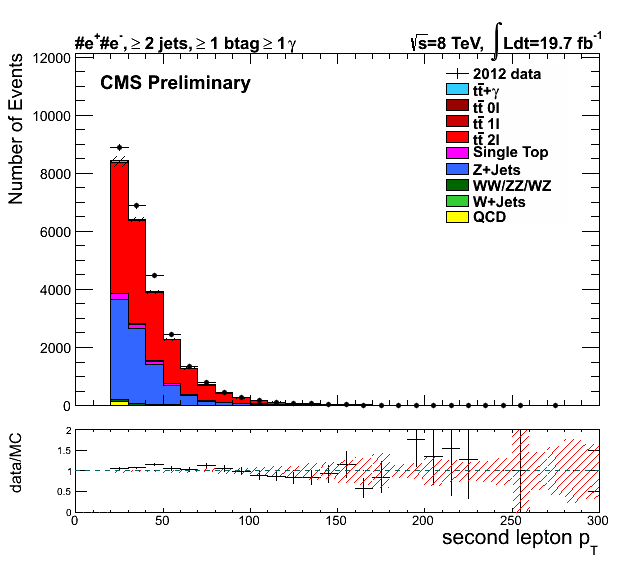 #e⁺#e⁻, ≥ 2 jets, ≥ 1 btag ≥ 1 γ
√s=8 TeV, ∫Ldt=19.7 fb⁻¹
CMS Preliminary
2012 data
tt̄+γ
tt̄ 0l
tt̄ 1l
tt̄ 2l
Single Top
Z+Jets
WW/ZZ/WZ
W+Jets
QCD
Number of Events
12000
10000
8000
6000
4000
2000
0
data/MC
2
1.5
1
0.5
0
0 50 100 150 200 250 300
second lepton p_T